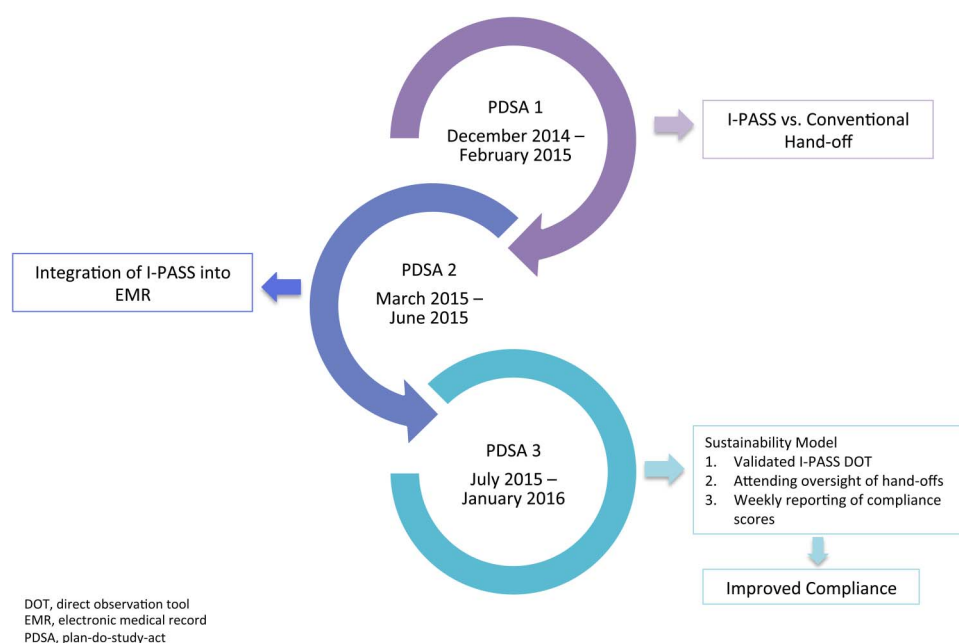 PDSA 1
December 2014 –
February 2015
I-PASS vs. Conventional
Hand-off
PDSA 2
March 2015 –
June 2015
Integration of I-PASS into
EMR
PDSA 3
July 2015 –
January 2016
Sustainability Model
1. Validated I-PASS DOT
2. Attending oversight of hand-offs
3. Weekly reporting of compliance
scores
Improved Compliance
DOT, direct observation tool
EMR, electronic medical record
PDSA, plan-do-study-act